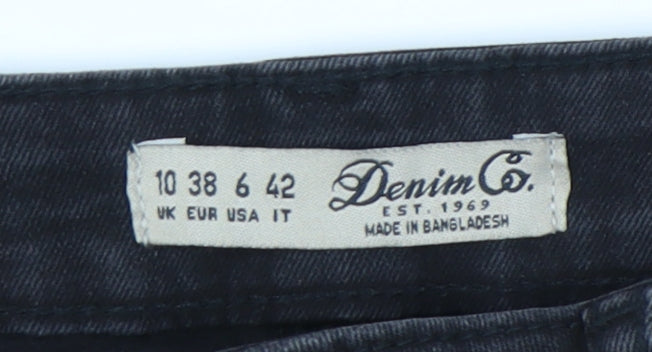 10 38 6 42
UK EUR USA IT
Denim Co.
EST. 1969
MADE IN BANGLADESH